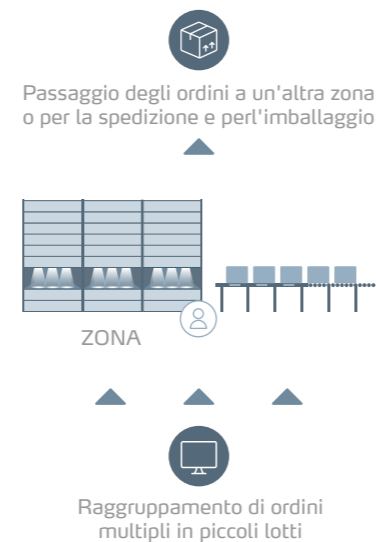 Passaggio degli ordini a un'altra zona
o per la spedizione e perl'imballaggio
ZONA
Raggruppamento di ordini
multipli in piccoli lotti